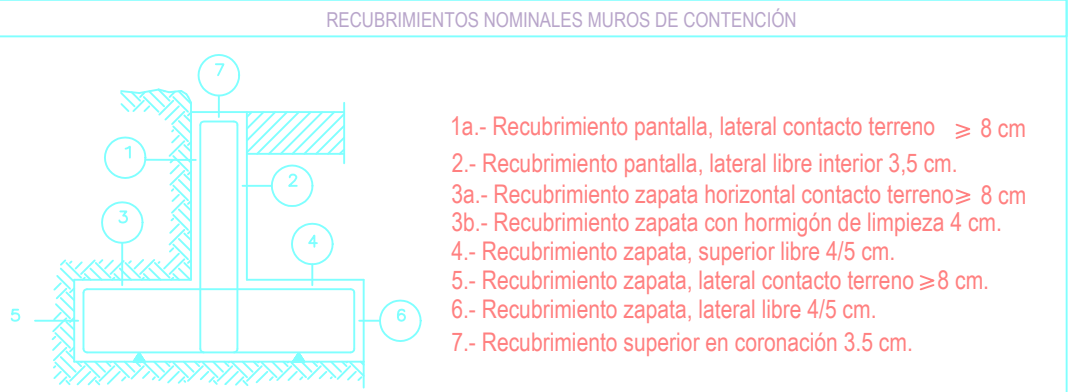 RECUBRIMIENTOS NOMINALES MUROS DE CONTENCIÓN
7
1
2
3
4
5
6
1a.- Recubrimiento pantalla, lateral contacto terreno ⩾ 8 cm
2.- Recubrimiento pantalla, lateral libre interior 3,5 cm.
3a.- Recubrimiento zapata horizontal contacto terreno⩾ 8 cm
3b.- Recubrimiento zapata con hormigón de limpieza 4 cm.
4.- Recubrimiento zapata, superior libre 4/5 cm.
5.- Recubrimiento zapata, lateral contacto terreno ⩾8 cm.
6.- Recubrimiento zapata, lateral libre 4/5 cm.
7.- Recubrimiento superior en coronación 3.5 cm.